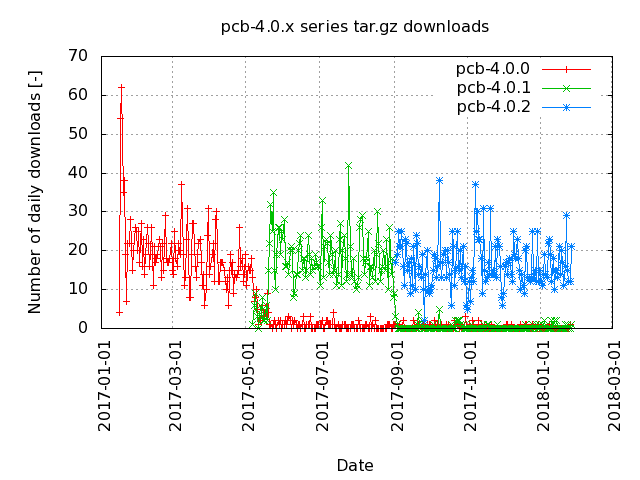 pcb-4.0.x series tar.gz downloads
Number of daily downloads [-]
70
60
50
40
30
20
10
0
pcb-4.0.0
pcb-4.0.1
pcb-4.0.2
2017-01-01
2017-03-01
2017-05-01
2017-07-01
2017-09-01
2017-11-01
2018-01-01
2018-03-01
Date